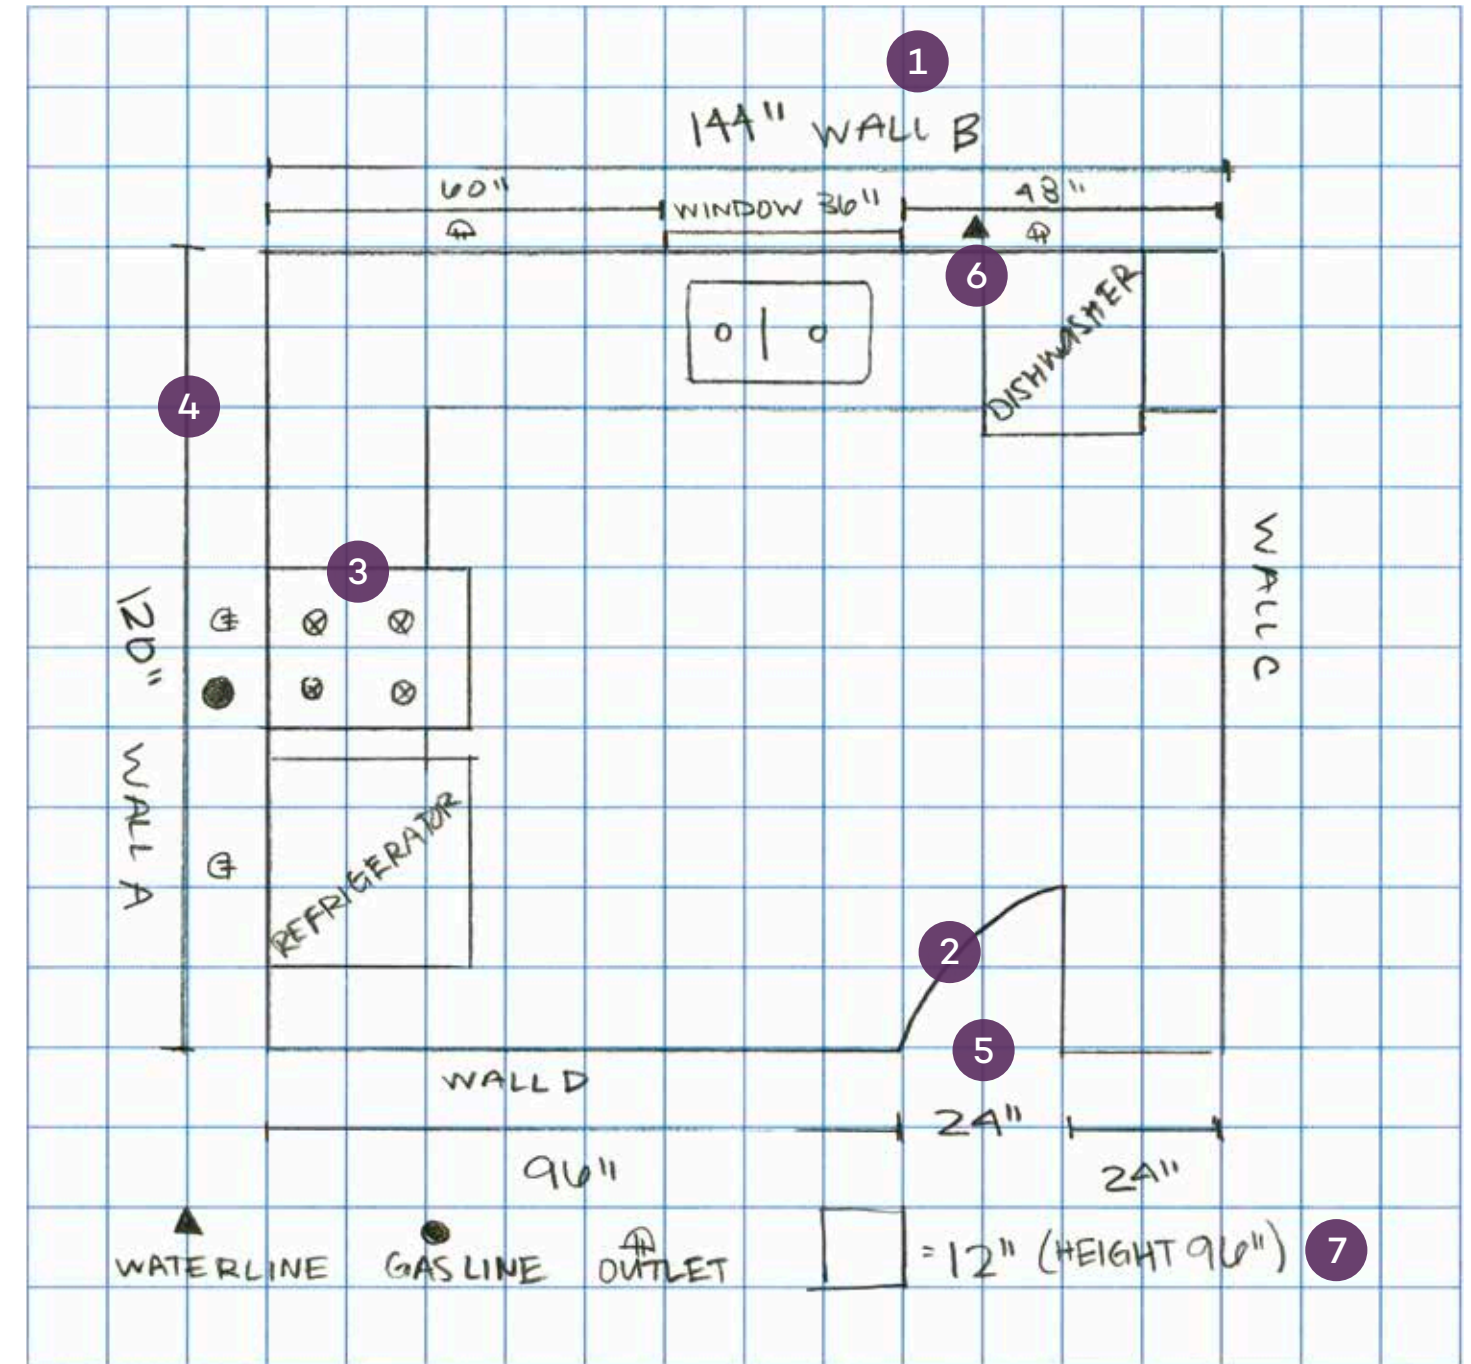 1
144" WALL B
60" WINDOW 36" 48"
6
DISHWASHER
4
3
WALL C
120"
WALL A
REFRIGERATOR
2
5
WALL D
24"
96"
24"
WATERLINE GAS LINE OUTLET = 12" (HEIGHT 96") 7